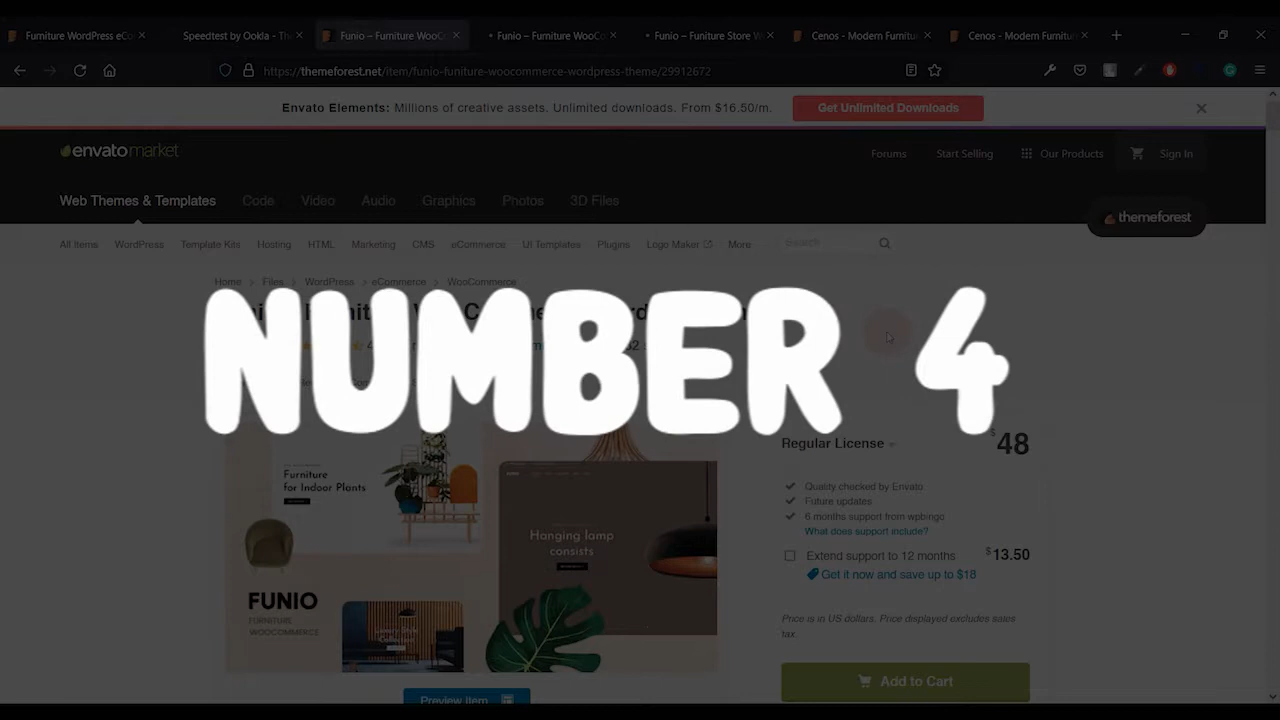 Furniture WordPress eCo
Speedtest by Ookla - The
Funio – Furniture WooCo
Funio – Furniture WooCo
Funio – Funiture Store W
Cenos - Modern Furnitur
Cenos - Modern Furnitur
https://themeforest.net/item/funio-funiture-woocommerce-wordpress-theme/29912672
Envato Elements: Millions of creative assets. Unlimited downloads. From $16.50/m.
Get Unlimited Downloads
envatomarket
Forums
Start Selling
Our Products
Sign In
Web Themes & Templates
Code
Video
Audio
Graphics
Photos
3D Files
themeforest
All Items
WordPress
Template Kits
Hosting
HTML
Marketing
CMS
eCommerce
UI Templates
Plugins
Logo Maker
More
Search
Home > Files > WordPress > eCommerce > WooCommerce
NUMBER 4
Regular License
$48
Quality checked by Envato
Future updates
6 months support from wpbingo
What does support include?
Extend support to 12 months
$13.50
Get it now and save up to $18
Furniture
for Indoor Plants
Hanging lamp
consists
FUNIO
FURNITURE
WOOCOMMERCE
Price is in US dollars. Price displayed excludes sales
tax.
Preview Item
Add to Cart